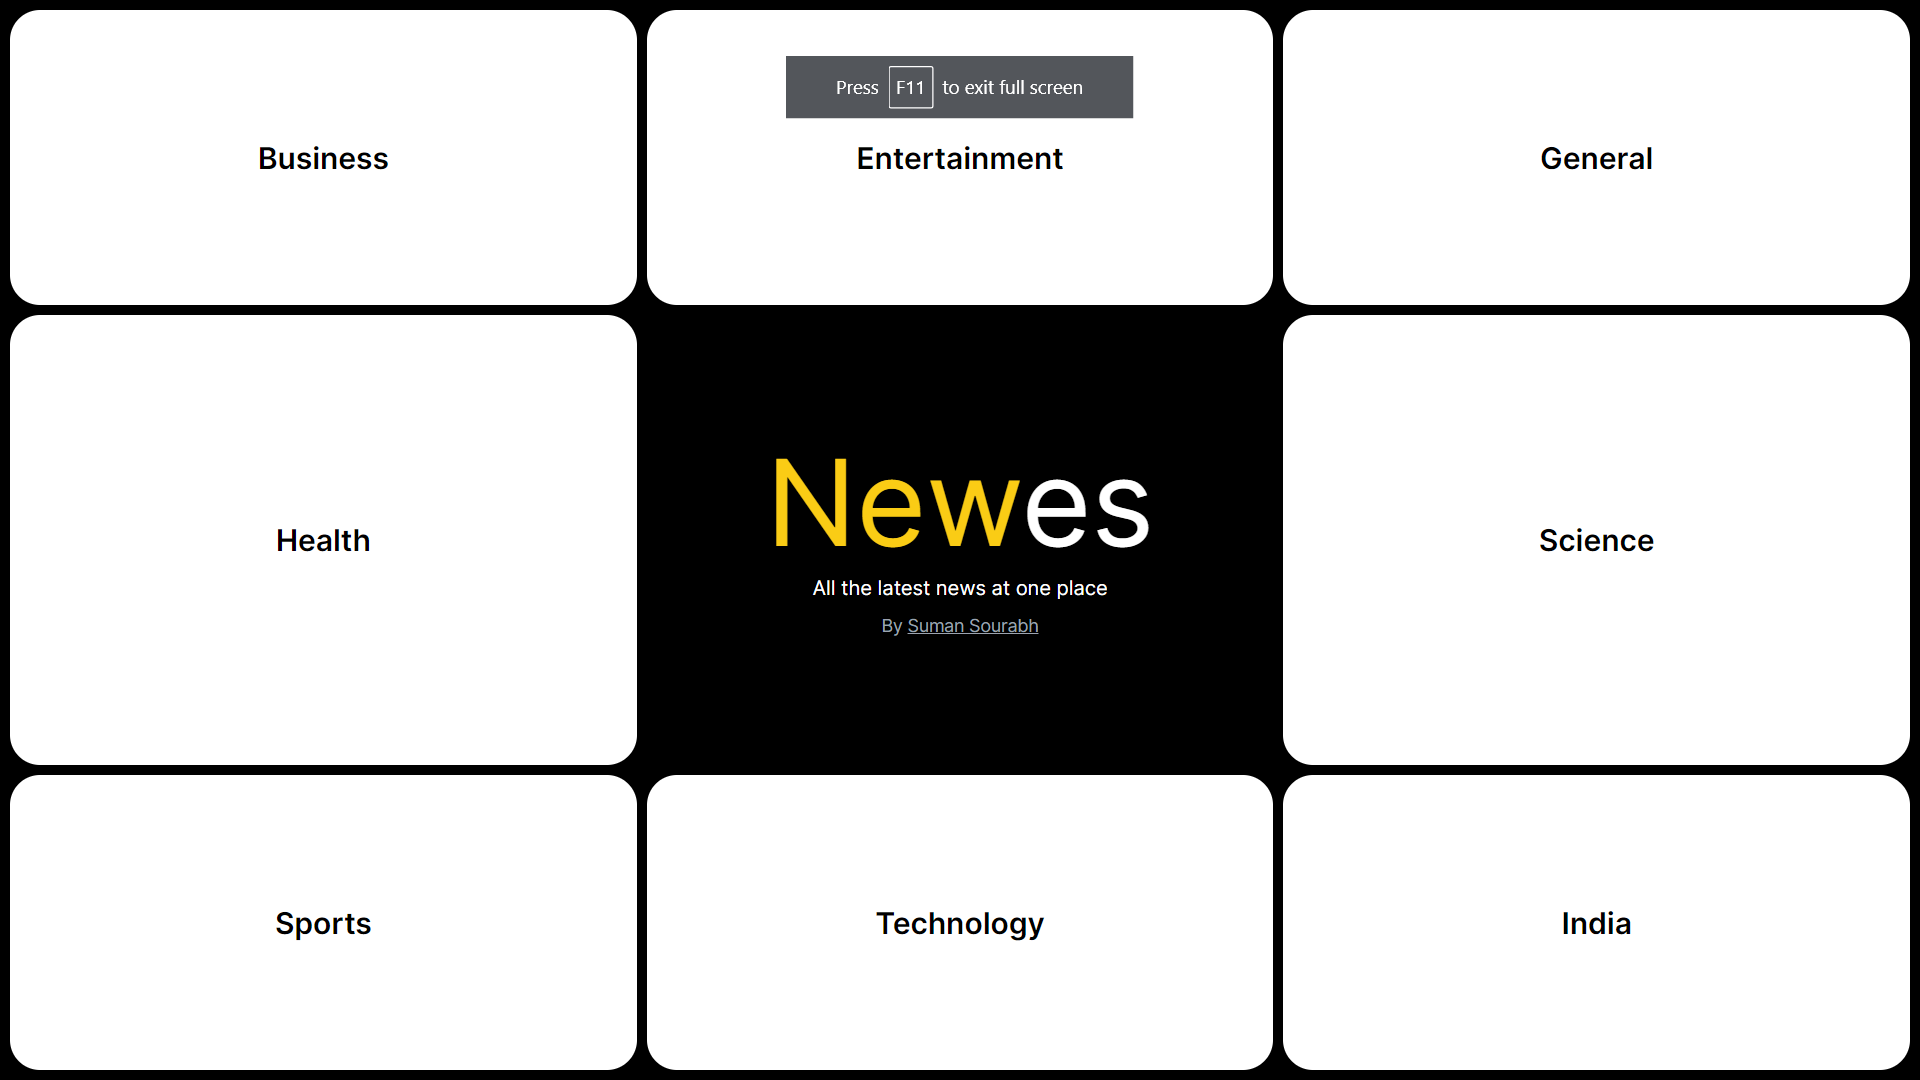 Press F11 to exit full screen
Business
Entertainment
General
Health
Newes
All the latest news at one place
By Suman Sourabh
Science
Sports
Technology
India